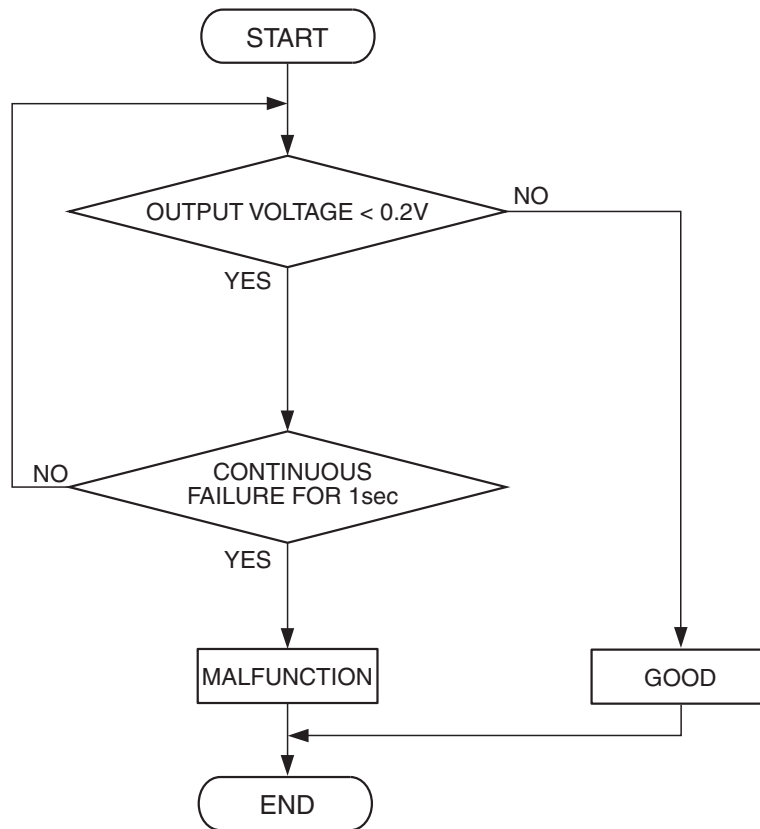 START
OUTPUT VOLTAGE < 0.2V
NO
YES
CONTINUOUS
FAILURE FOR 1sec
NO
YES
MALFUNCTION
GOOD
END